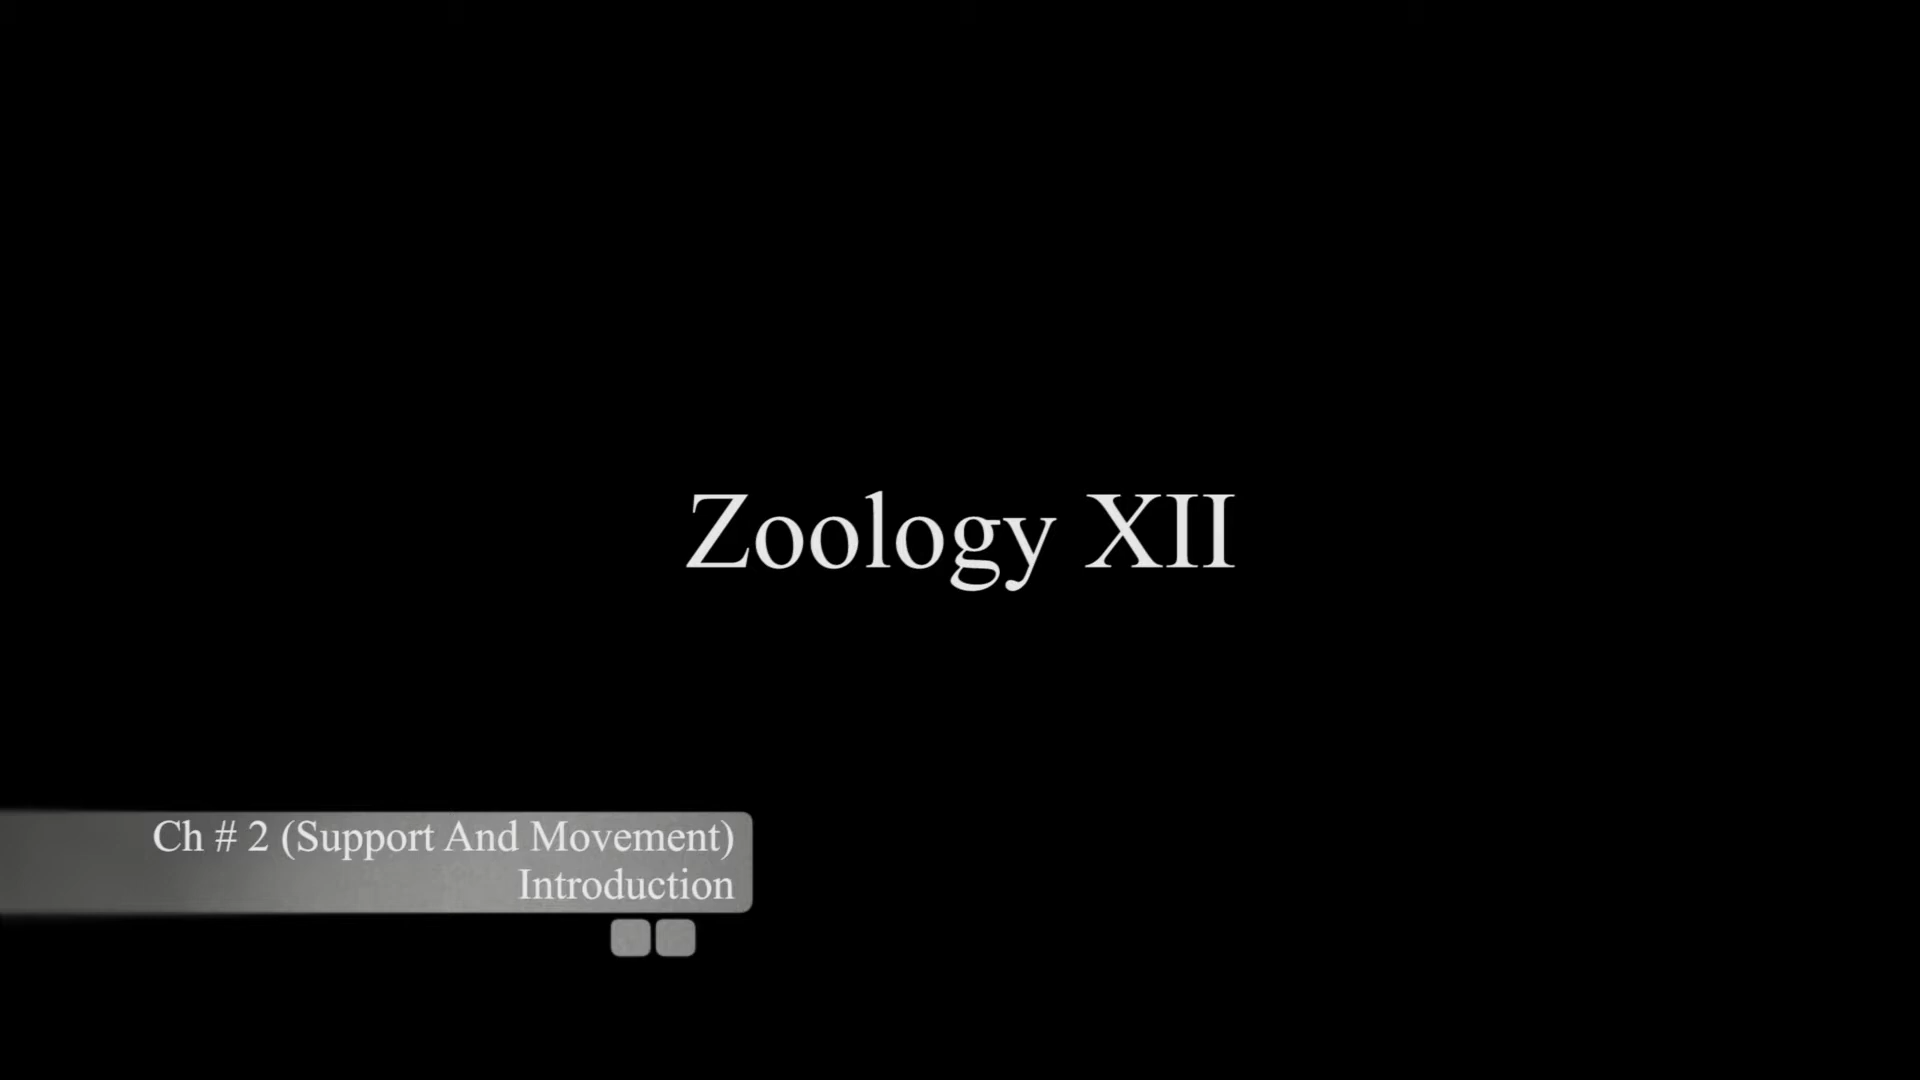 Zoology XII
Ch # 2 (Support And Movement)
Introduction